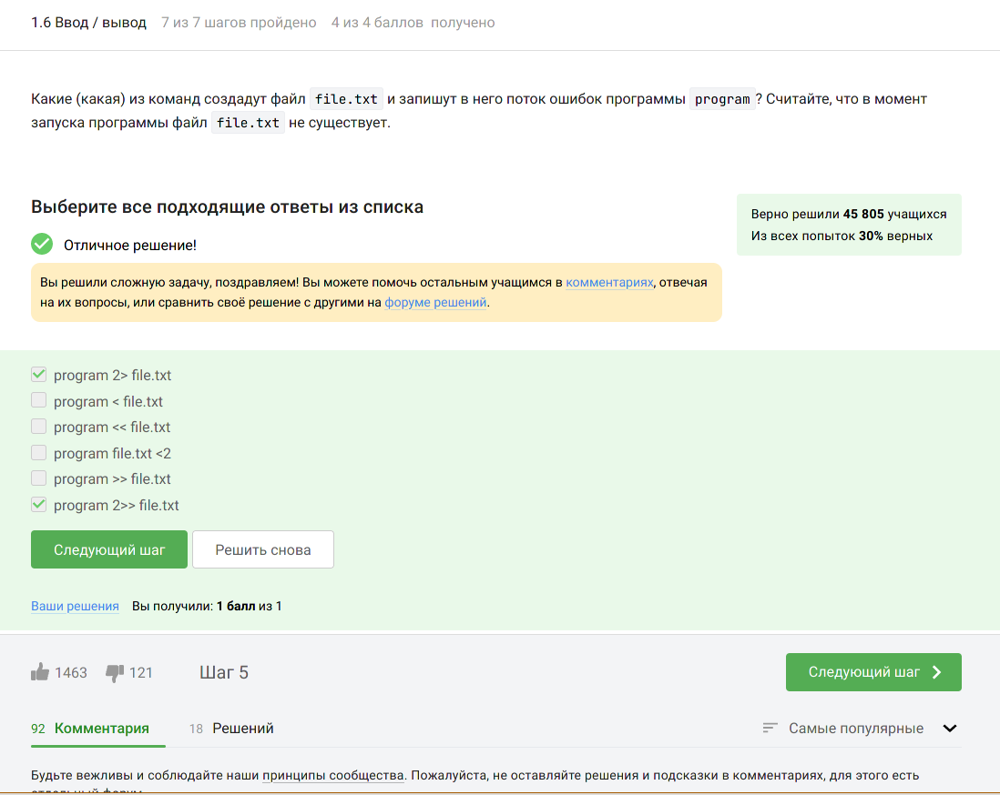 1.6 Ввод / вывод 7 из 7 шагов пройдено 4 из 4 баллов получено
Какие (какая) из команд создадут файл file.txt и запишут в него поток ошибок программы program? Считайте, что в момент
запуска программы файл file.txt не существует.
Выберите все подходящие ответы из списка
Верно решили 45 805 учащихся
Из всех попыток 30% верных
Отличное решение!
Вы решили сложную задачу, поздравляем! Вы можете помочь остальным учащимся в комментариях, отвечая
на их вопросы, или сравнить своё решение с другими на форуме решений.
program 2> file.txt
program < file.txt
program << file.txt
program file.txt <2
program >> file.txt
program 2>> file.txt
Следующий шаг Решить снова
Ваши решения Вы получили: 1 балл из 1
1463 121 Шаг 5 Следующий шаг
92 Комментария 18 Решений Самые популярные
Будьте вежливы и соблюдайте наши принципы сообщества. Пожалуйста, не оставляйте решения и подсказки в комментариях, для этого есть